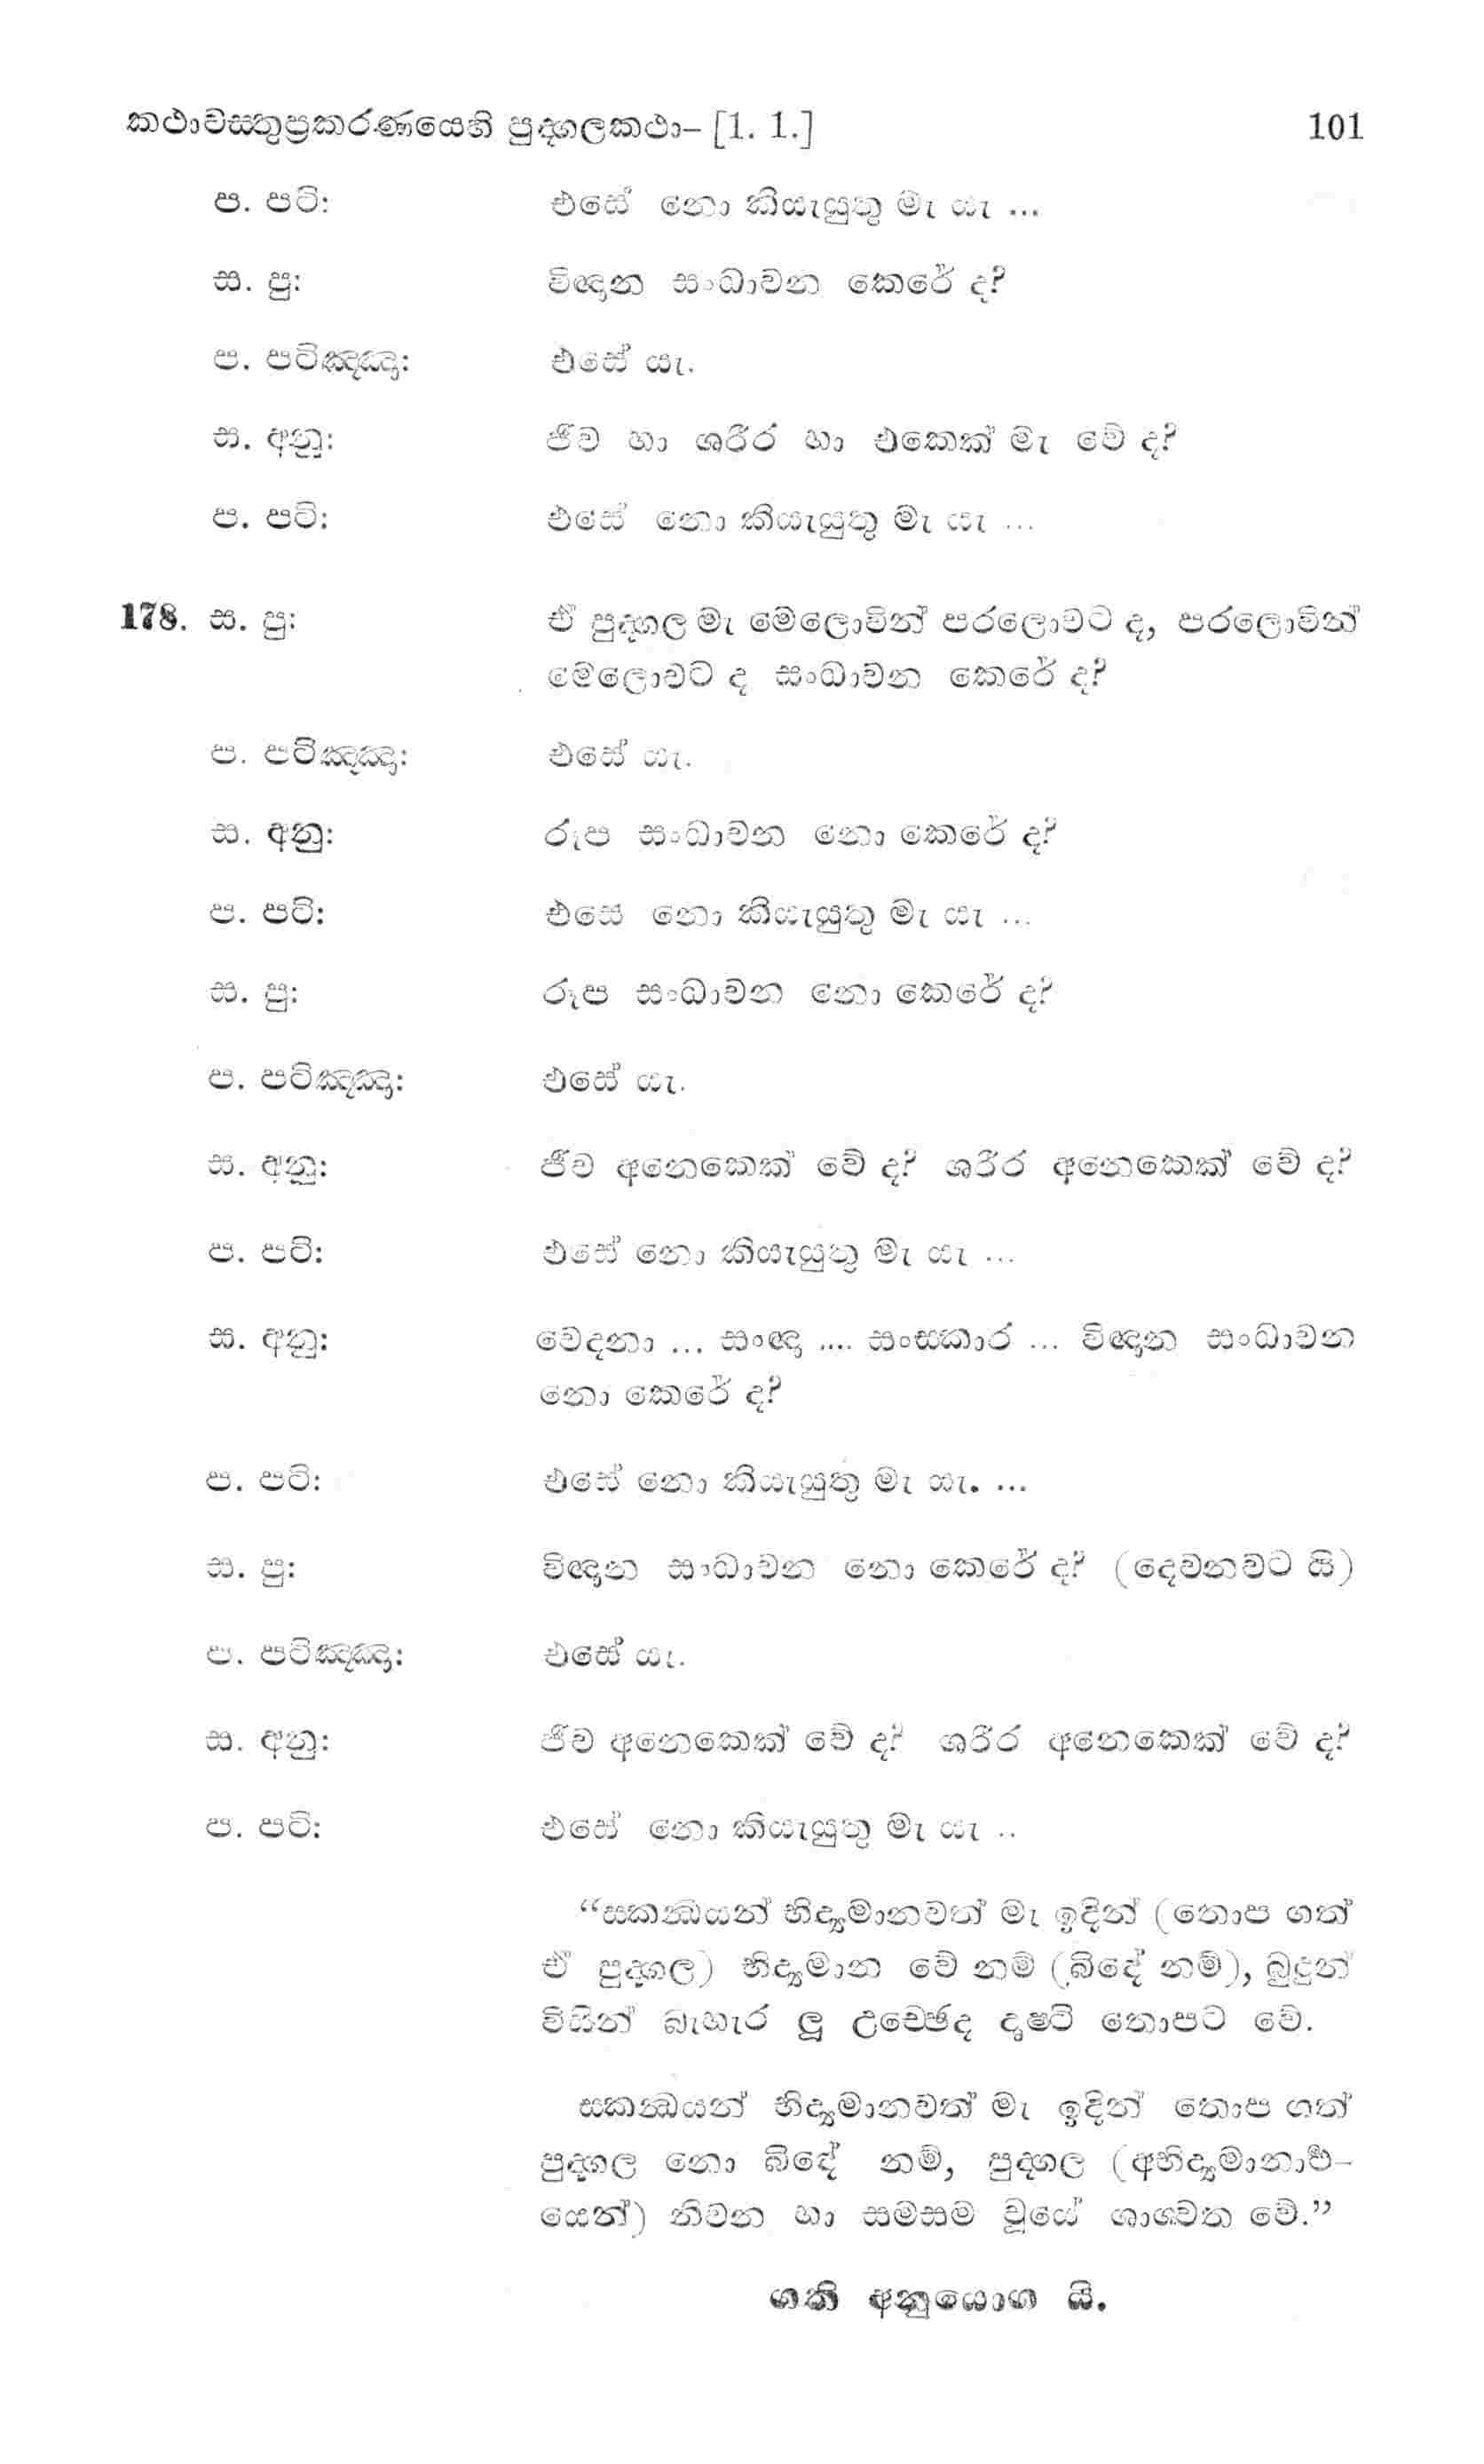 කථාවස්තුප්‍රකරණයෙහි පුද්ගලකථා– [1. 1.] 101
ප. පටි: එසේ නො කියැයුතු මැ යැ ...
ස. පු: විඥාන සංධාවන කෙරේ ද?
ප. පටිඤ්ඤා: එසේ යැ.
ස. අනු: ජීව හා ශරීර හා එකෙක් මැ වේ ද?
ප. පටි: එසේ නො කියැයුතු මැ යැ ...
178. ස. පු: ඒ පුද්ගල මැ මෙලොවින් පරලොවට ද, පරලොවින්
මෙලොවට ද සංධාවන කෙරේ ද?
ප. පටිඤ්ඤා: එසේ යැ.
ස. අනු: රූප සංධාවන නො කෙරේ ද?
ප. පටි: එසෙ නො කියැයුතු මැ යැ ...
ස. පු: රූප සංධාවන නො කෙරේ ද?
ප. පටිඤ්ඤා: එසේ යැ.
ස. අනු: ජීව අනෙකෙක් වේ ද? ශරීර අනෙකෙක් වේ ද?
ප. පටි: එසේ නො කියැයුතු මැ යැ ...
ස. අනු: වෙදනා ... සංඥා .... සංස්කාර ... විඥාන සංධාවන
නො කෙරේ ද?
ප. පටි: එසේ නො කියැයුතු මැ යැ. ...
ස. පු: විඥාන සංධාවන නො කෙරේ ද? (දෙවනවට යි)
ප. පටිඤ්ඤා: එසේ යැ.
ස. අනු: ජීව අනෙකෙක් වේ ද? ශරීර අනෙකෙක් වේ ද?
ප. පටි: එසේ නො කියැයුතු මැ යැ ..
“ස්කන්ධයන් භිද්‍යමානවත් මැ ඉදින් (තොප ගත්
ඒ පුද්ගල) භිද්‍යමාන වේ නම් (බිඳේ නම්), බුදුන්
විසින් බැහැර ලූ උච්ඡේද දෘෂ්ටි තොපට වේ.
ස්කන්ධයන් භිද්‍යමානවත් මැ ඉදින් තොප ගත්
පුද්ගල නො බිඳේ නම්, පුද්ගල (අභිද්‍යමානාර්ථ-
යෙන්) නිවන හා සමසම වූයේ ශාශ්වත වේ.”
ගති අනුයොග යි.